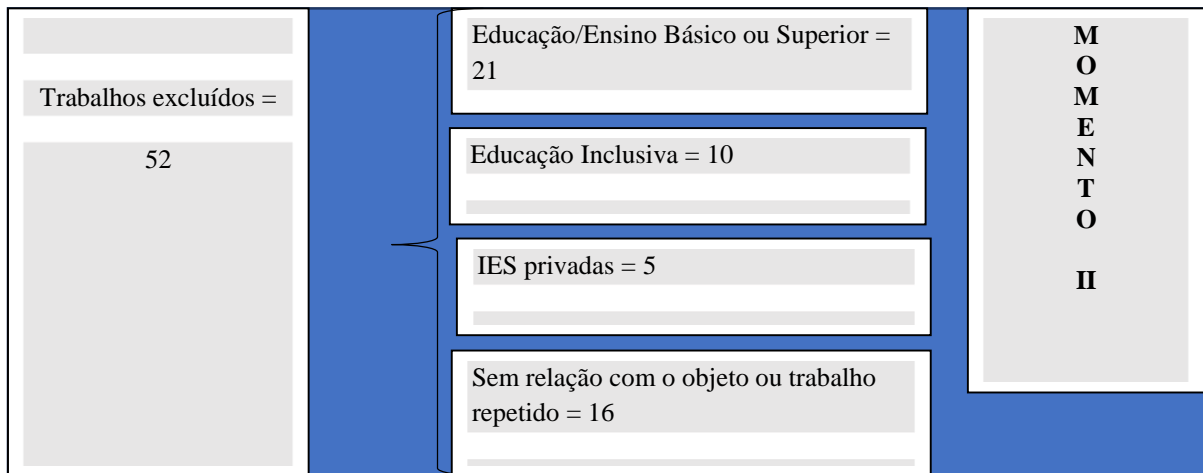 Trabalhos excluídos =
52
Educação/Ensino Básico ou Superior =
21
Educação Inclusiva = 10
IES privadas = 5
Sem relação com o objeto ou trabalho
repetido = 16
M
O
M
E
N
T
O
II